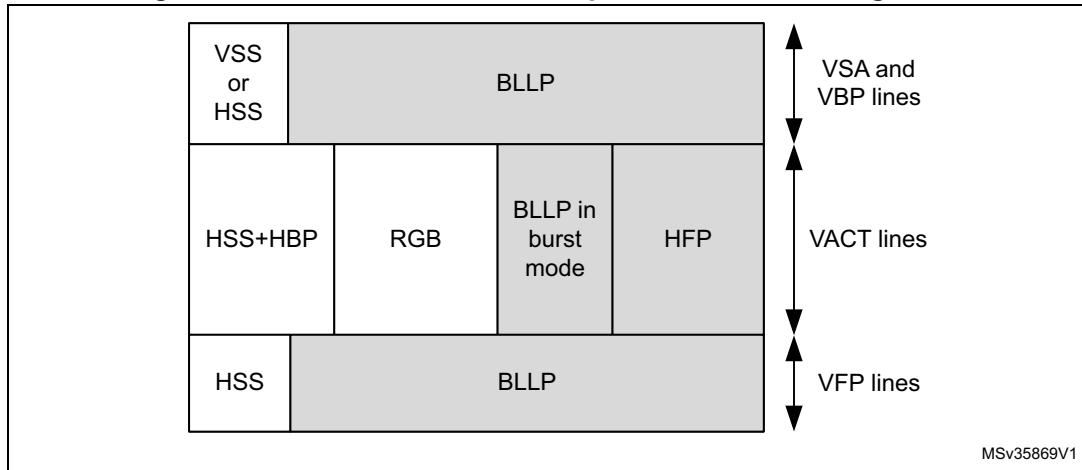 VSS
or
HSS
BLLP
VSA and
VBP lines
HSS+HBP
RGB
BLLP in
burst
mode
HFP
VACT lines
HSS
BLLP
VFP lines
MSv35869V1